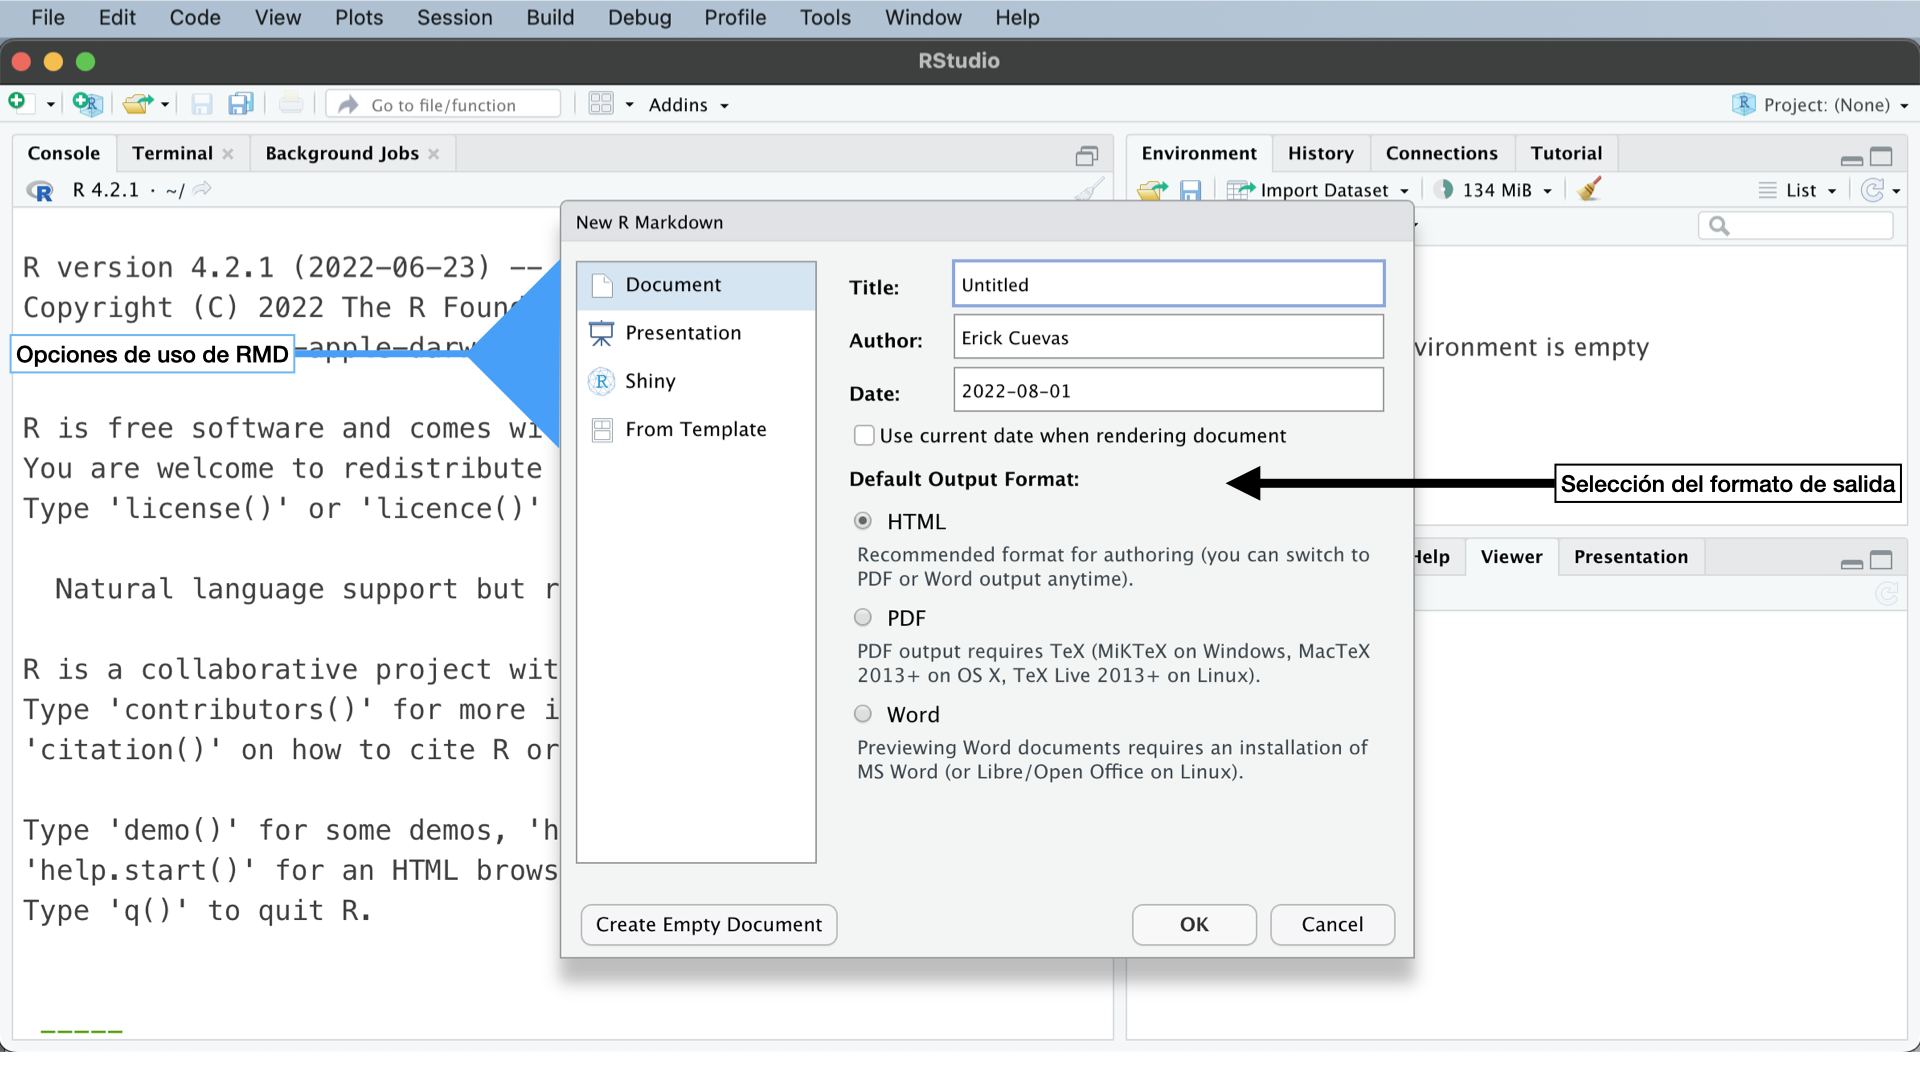 File Edit Code View Plots Session Build Debug Profile Tools Window Help
RStudio
Go to file/function
Addins
Project: (None)
Console Terminal Background Jobs
R 4.2.1 · ~/
R version 4.2.1 (2022-06-23) --
Copyright (C) 2022 The R Foun
-apple-darw
Opciones de uso de RMD
R is free software and comes wi
You are welcome to redistribute
Type 'license()' or 'licence()'
Natural language support but r
R is a collaborative project wit
Type 'contributors()' for more i
'citation()' on how to cite R or
Type 'demo()' for some demos, 'h
'help.start()' for an HTML brows
Type 'q()' to quit R.
New R Markdown
Document
Presentation
Shiny
From Template
Title: Untitled
Author: Erick Cuevas
Date: 2022-08-01
Use current date when rendering document
Default Output Format:
HTML
Recommended format for authoring (you can switch to
PDF or Word output anytime).
PDF
PDF output requires TeX (MiKTeX on Windows, MacTeX
2013+ on OS X, TeX Live 2013+ on Linux).
Word
Previewing Word documents requires an installation of
MS Word (or Libre/Open Office on Linux).
Create Empty Document OK Cancel
Environment History Connections Tutorial
Import Dataset 134 MiB List
vironment is empty
Selección del formato de salida
Help Viewer Presentation